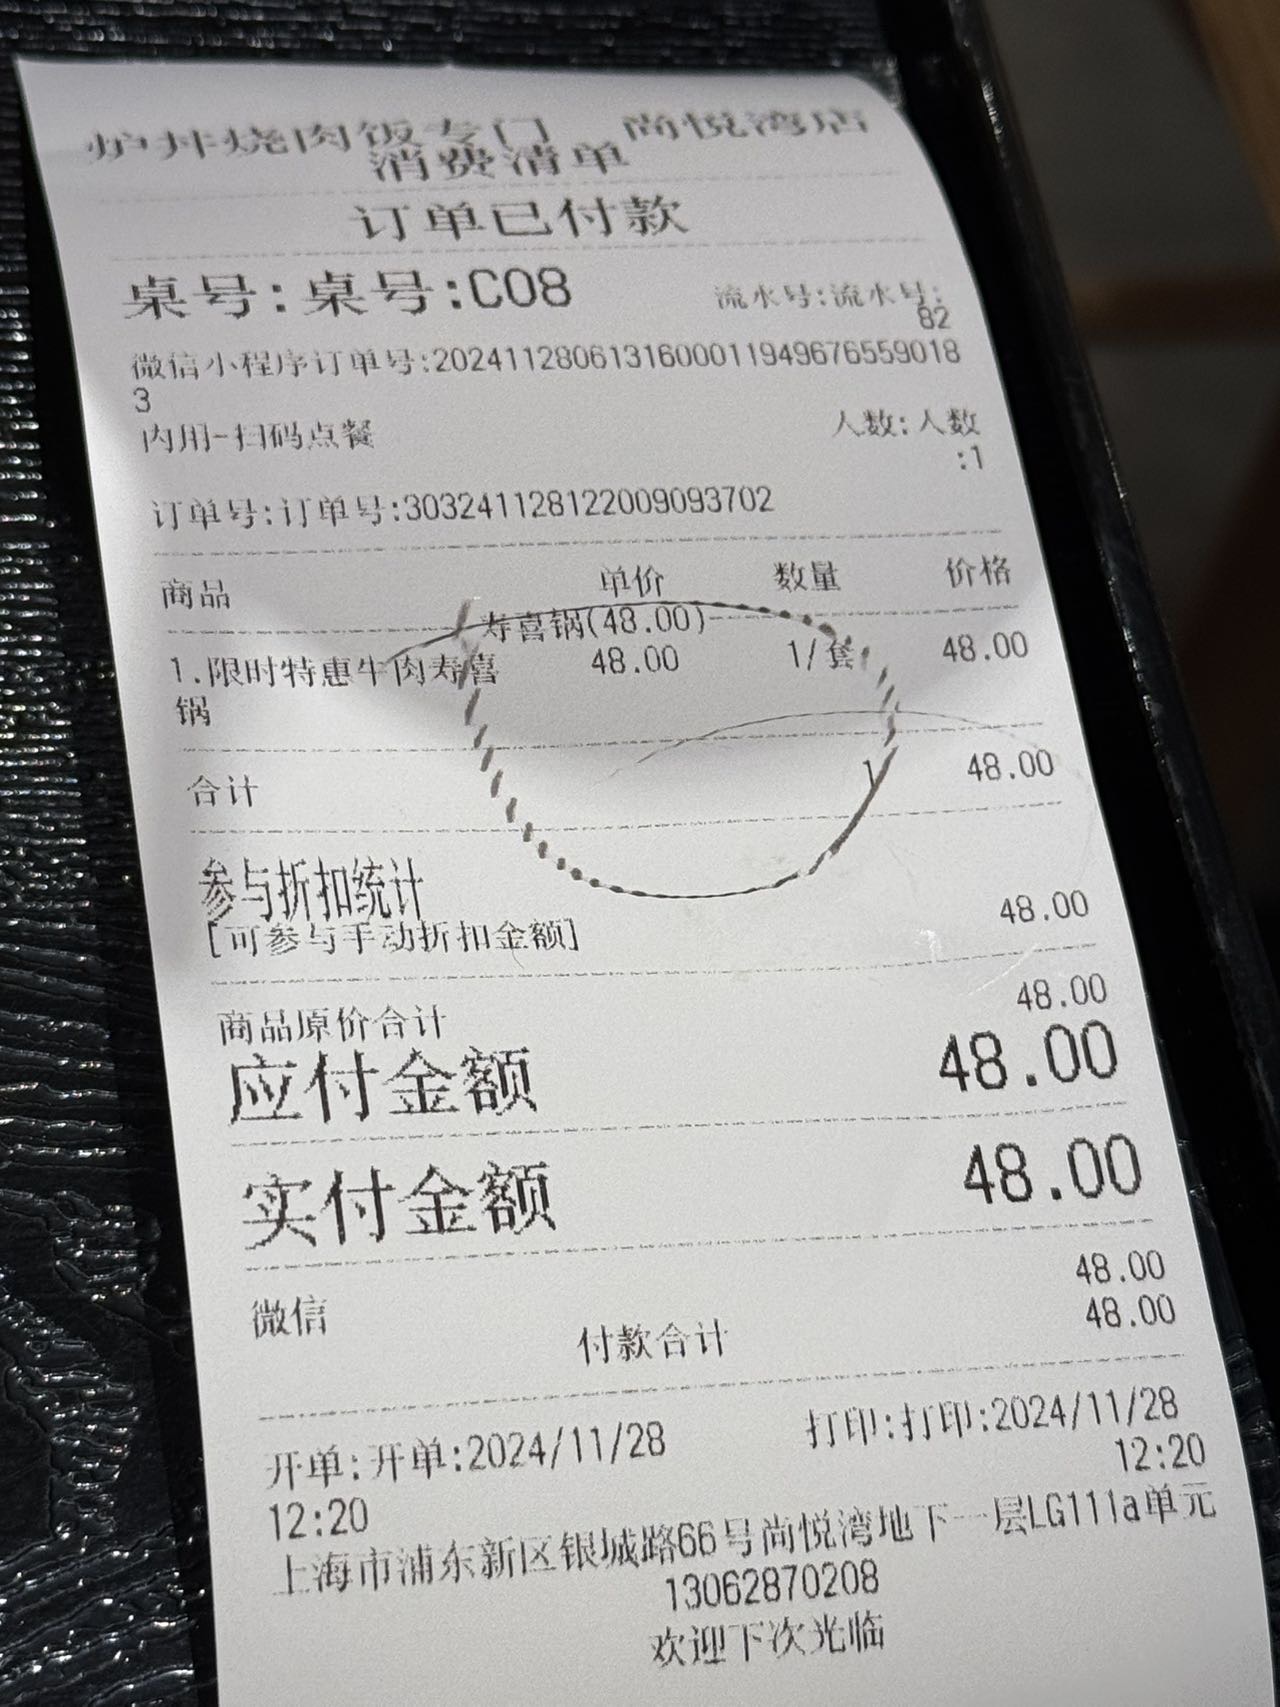 炉丼烧肉饭专门 尚悦湾店
消费清单
订单已付款
桌号:桌号:C08 流水号:流水号:
82
微信小程序订单号:2024112806131600011949676559018
3
内用-扫码点餐 人数:人数
:1
订单号:订单号:303241128122009093702
商品 单价 数量 价格
寿喜锅(48.00)
1.限时特惠牛肉寿喜 48.00 1/套 48.00
锅
合计 1 48.00
参与折扣统计
[可参与手动折扣金额] 48.00
商品原价合计 48.00
应付金额 48.00
实付金额 48.00
微信 48.00
付款合计 48.00
开单:开单:2024/11/28 打印:打印:2024/11/28
12:20 12:20
上海市浦东新区银城路66号尚悦湾地下一层LG111a单元
13062870208
欢迎下次光临